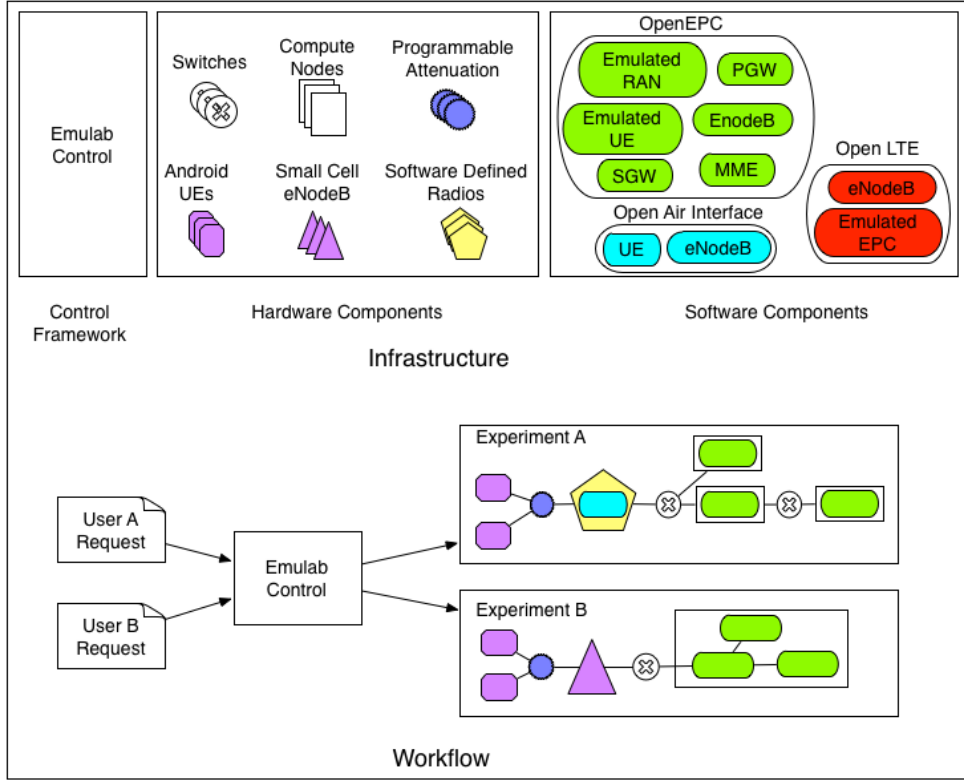 Emulab
Control
Switches
Compute
Nodes
Programmable
Attenuation
Android
UEs
Small Cell
eNodeB
Software Defined
Radios
OpenEPC
Emulated
RAN
PGW
Emulated
UE
EnodeB
SGW
MME
Open Air Interface
UE
eNodeB
Open LTE
eNodeB
Emulated
EPC
Control
Framework
Hardware Components
Software Components
Infrastructure
User A
Request
User B
Request
Emulab
Control
Experiment A
Experiment B
Workflow